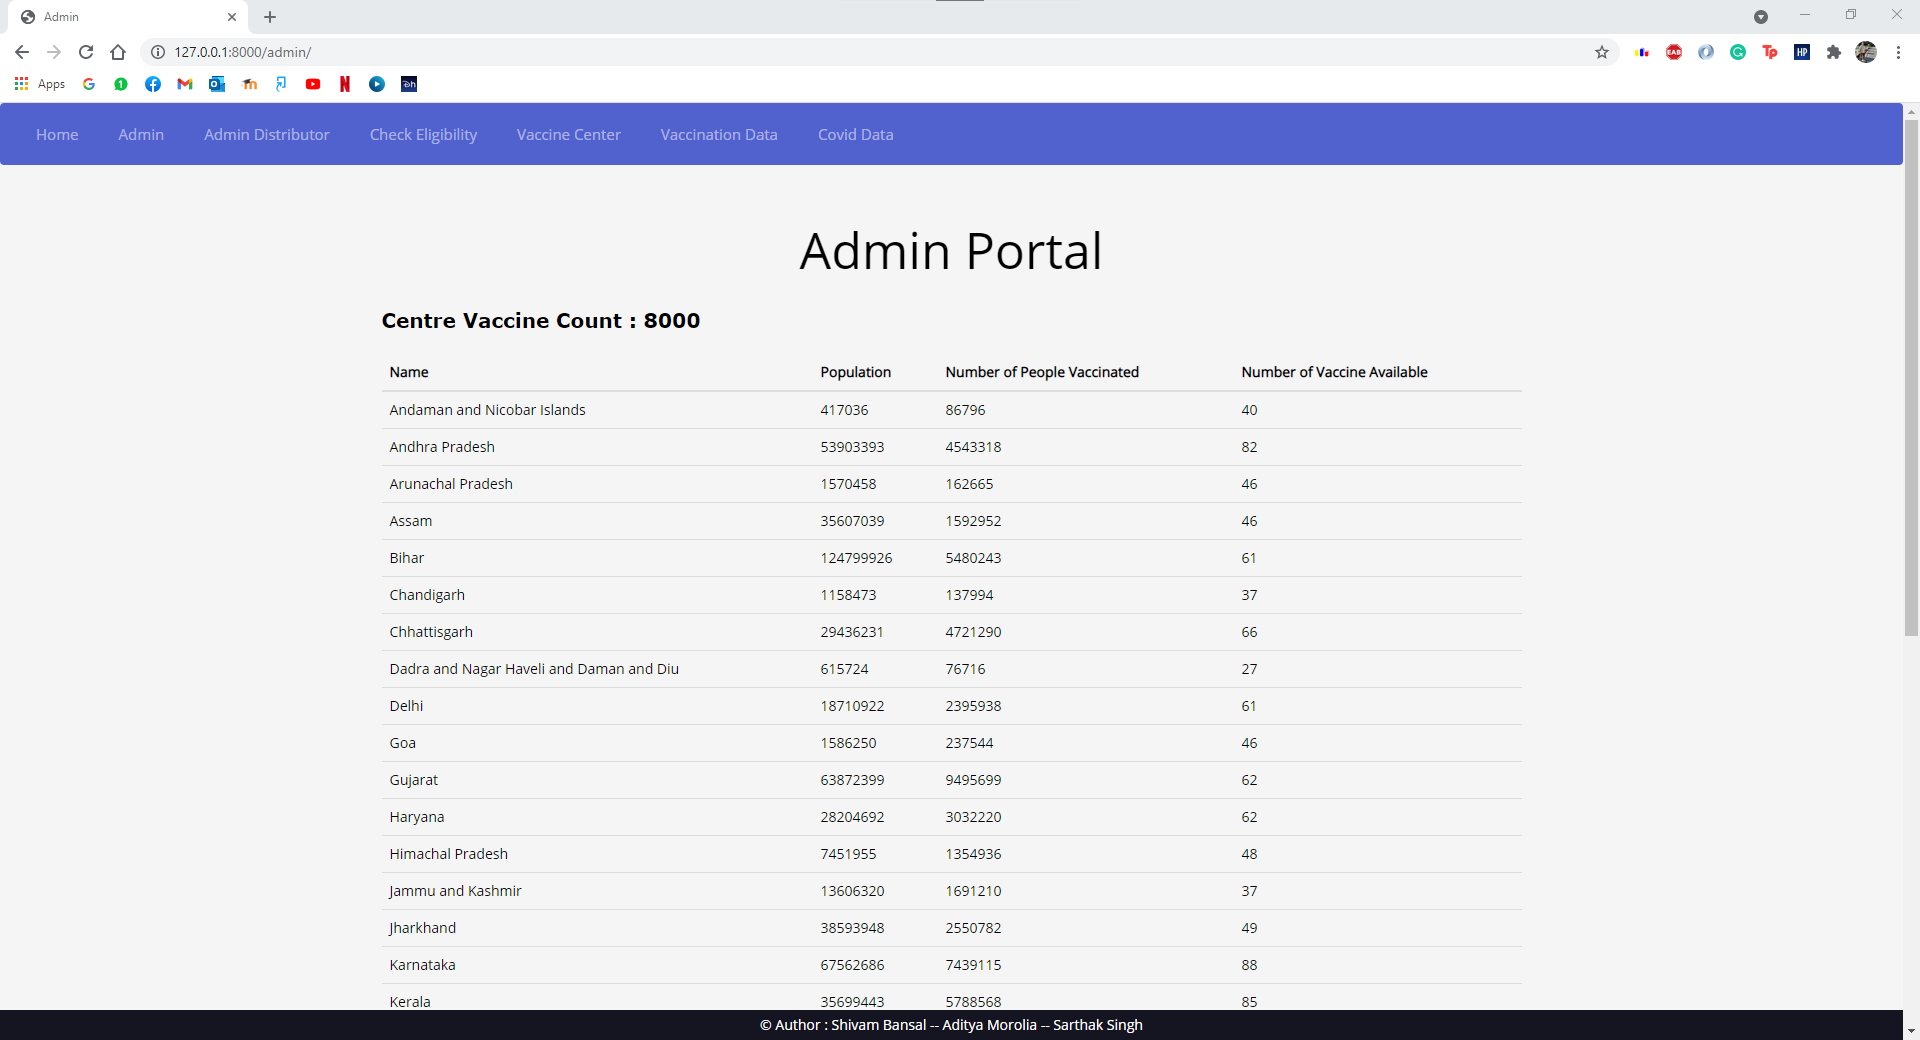 Admin
127.0.0.1:8000/admin/
Apps
Home Admin Admin Distributor Check Eligibility Vaccine Center Vaccination Data Covid Data
Admin Portal
Centre Vaccine Count : 8000
Name Population Number of People Vaccinated Number of Vaccine Available
Andaman and Nicobar Islands 417036 86796 40
Andhra Pradesh 53903393 4543318 82
Arunachal Pradesh 1570458 162665 46
Assam 35607039 1592952 46
Bihar 124799926 5480243 61
Chandigarh 1158473 137994 37
Chhattisgarh 29436231 4721290 66
Dadra and Nagar Haveli and Daman and Diu 615724 76716 27
Delhi 18710922 2395938 61
Goa 1586250 237544 46
Gujarat 63872399 9495699 62
Haryana 28204692 3032220 62
Himachal Pradesh 7451955 1354936 48
Jammu and Kashmir 13606320 1691210 37
Jharkhand 38593948 2550782 49
Karnataka 67562686 7439115 88
Kerala 35699443 5788568 85
© Author : Shivam Bansal -- Aditya Morolia -- Sarthak Singh